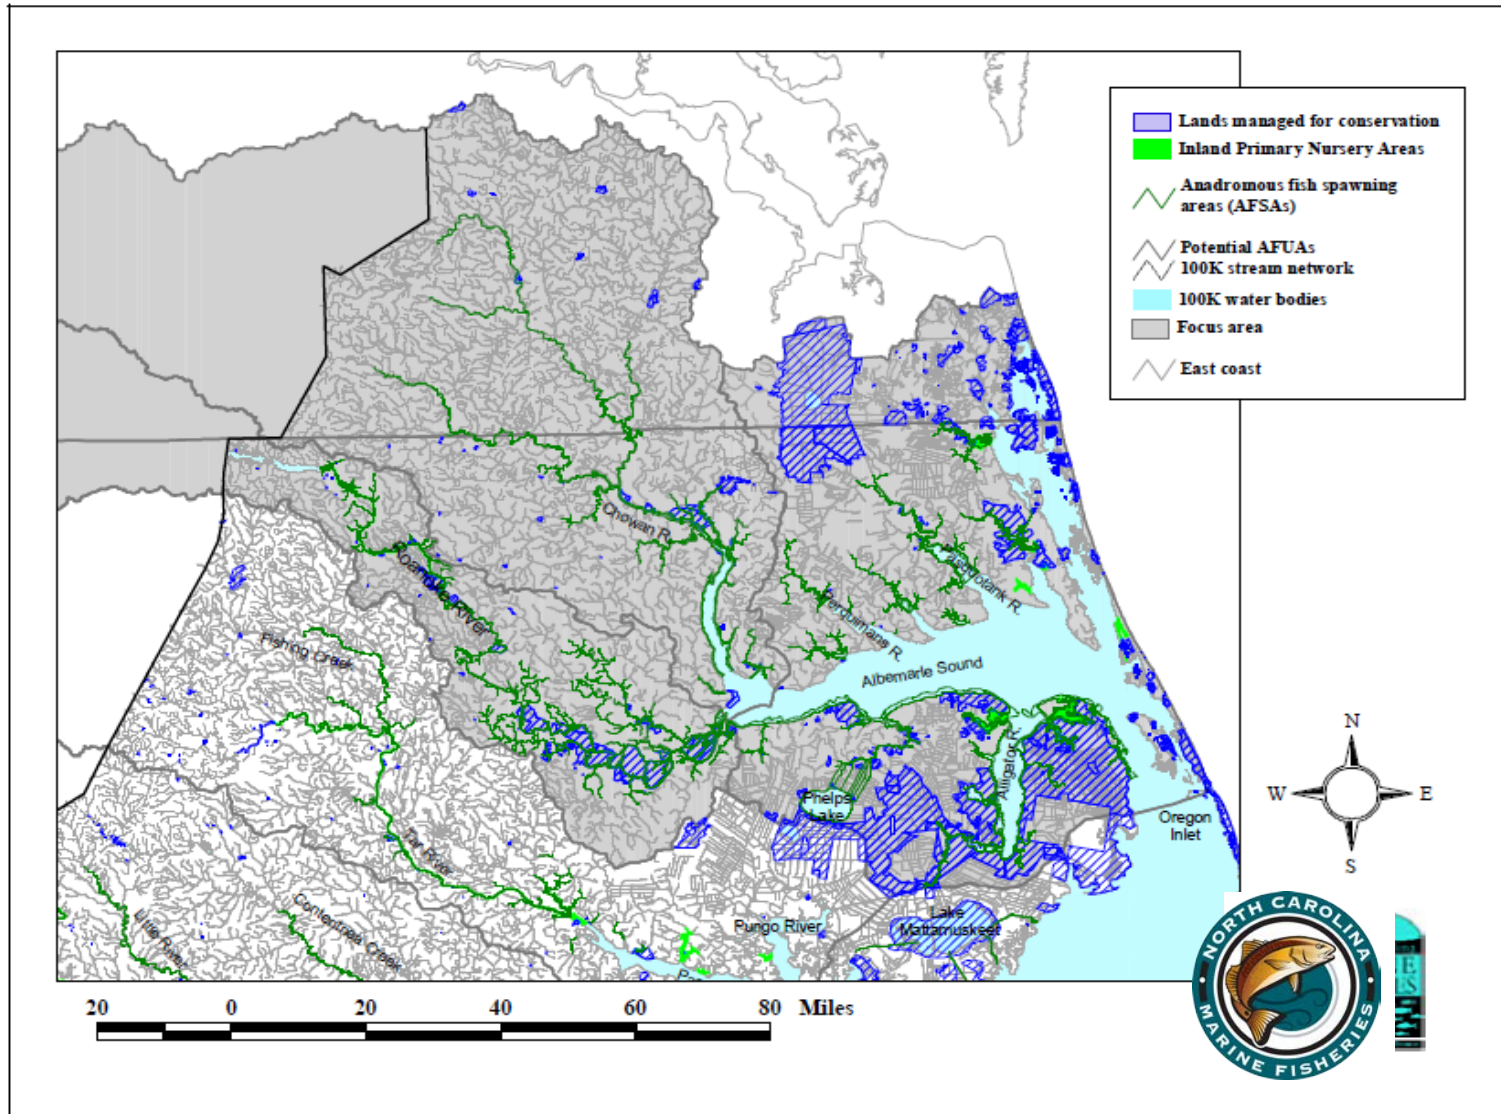 Lands managed for conservation
Inland Primary Nursery Areas
Anadromous fish spawning
areas (AFSAs)
Potential AFUAs
100K stream network
100K water bodies
Focus area
East coast
Chowan R.
Roanoke River
Pasquotank R.
Perquimans R.
Fishing Creek
Albemarle Sound
Alligator R.
Phelps
Lake
Oregon
Inlet
Tar River
Contentnea Creek
Little River
Pungo River
Lake
Mattamuskeet
N
W
E
S
20 0 20 40 60 80 Miles
NORTH CAROLINA
MARINE FISHERIES